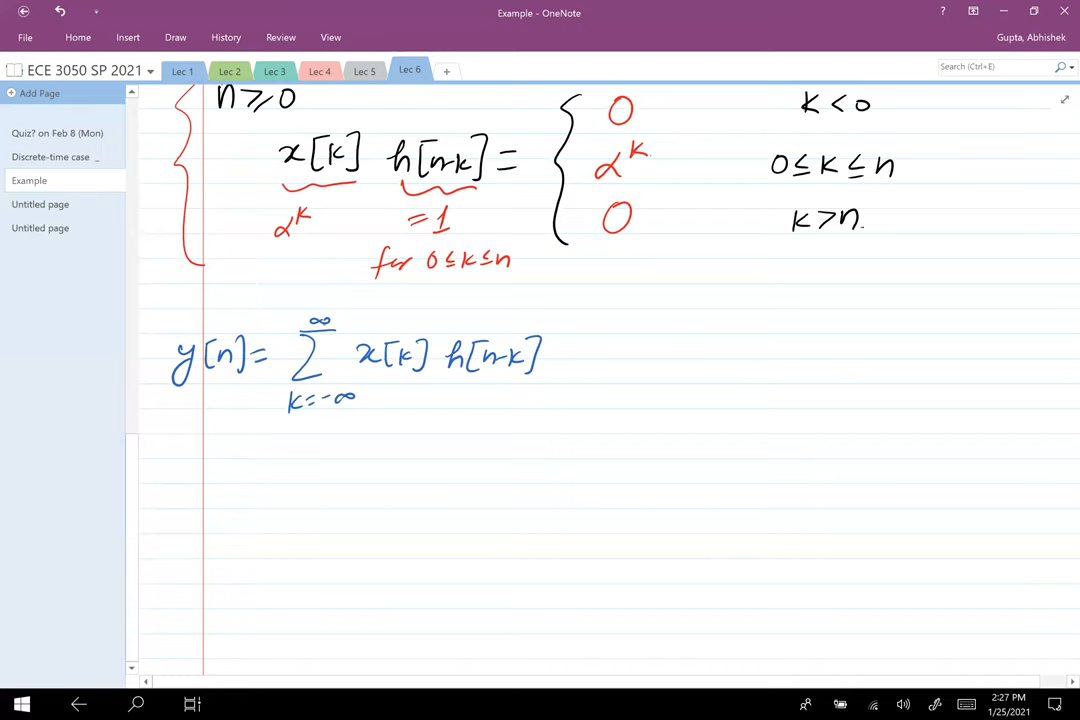 Example - OneNote
?
File Home Insert Draw History Review View
Gupta, Abhishek
ECE 3050 SP 2021
Lec 1 Lec 2 Lec 3 Lec 4 Lec 5 Lec 6 +
Search (Ctrl+E)
Add Page
Quiz? on Feb 8 (Mon)
Discrete-time case _
Example
Untitled page
Untitled page
n ≥ 0
x[k] h[n-k] = { 0 k < 0
α^k 0 ≤ k ≤ n
0 k > n.
α^k = 1
for 0 ≤ k ≤ n
y[n] = ∑_{k=-∞}^{∞} x[k] h[n-k]
2:27 PM
1/25/2021